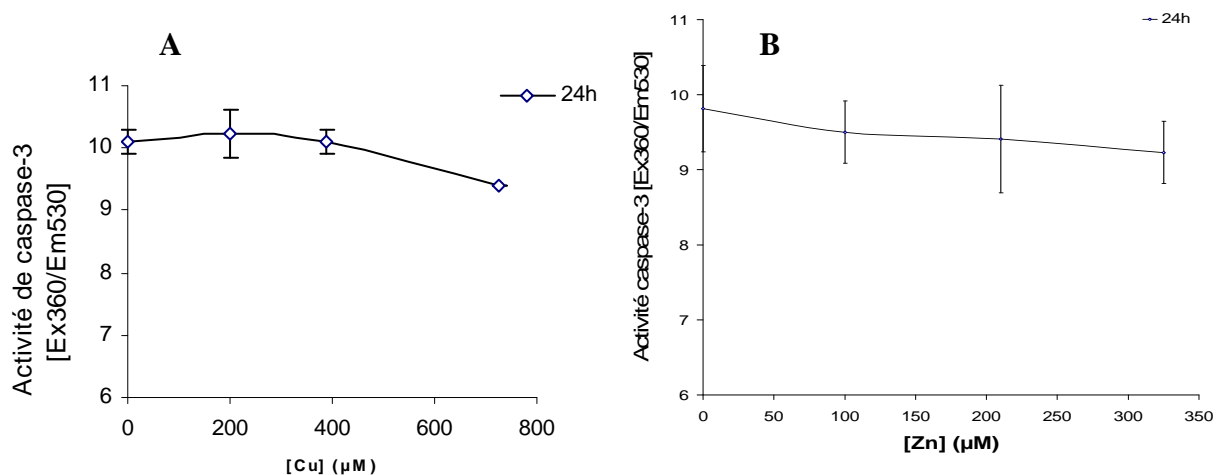 A
24h
11
10
9
8
7
6
Activité de caspase-3
[Ex360/Em530]
0
200
400
600
800
[Cu] (µM)
B
24h
11
10
9
8
7
6
Activité caspase-3 [Ex360/Em530]
0
50
100
150
200
250
300
350
[Zn] (µM)